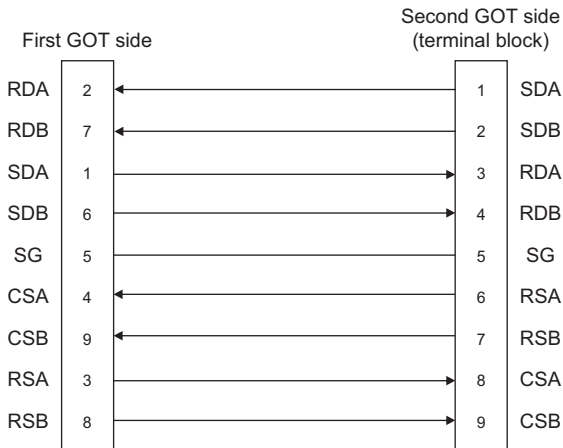 Second GOT side
First GOT side (terminal block)
RDA 2 1 SDA
RDB 7 2 SDB
SDA 1 3 RDA
SDB 6 4 RDB
SG 5 5 SG
CSA 4 6 RSA
CSB 9 7 RSB
RSA 3 8 CSA
RSB 8 9 CSB